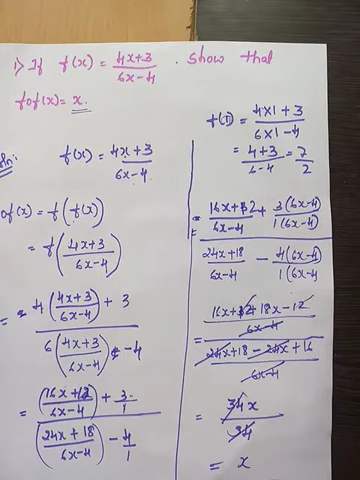 1) If f(x) = 4x+3 / 6x-4 . show that
fof(x) = x.
Soln: f(x) = 4x+3 / 6x-4
of(x) = f(f(x))
= f(4x+3 / 6x-4)
= 4(4x+3 / 6x-4) + 3
6(4x+3 / 6x-4) - 4
= (16x+12 / 6x-4) + 3/1
(24x+18 / 6x-4) - 4/1
f(1) = 4x1+3 / 6x1-4
= 4+3 / 6-4 = 7/2
= 16x+12 / 6x-4 + 3(6x-4) / 1(6x-4)
24x+18 / 6x-4 - 4(6x-4) / 1(6x-4
= 16x+12+18x-12 / 6x-4
24x+18-24x+16 / 6x-4
= 34x / 34
= x